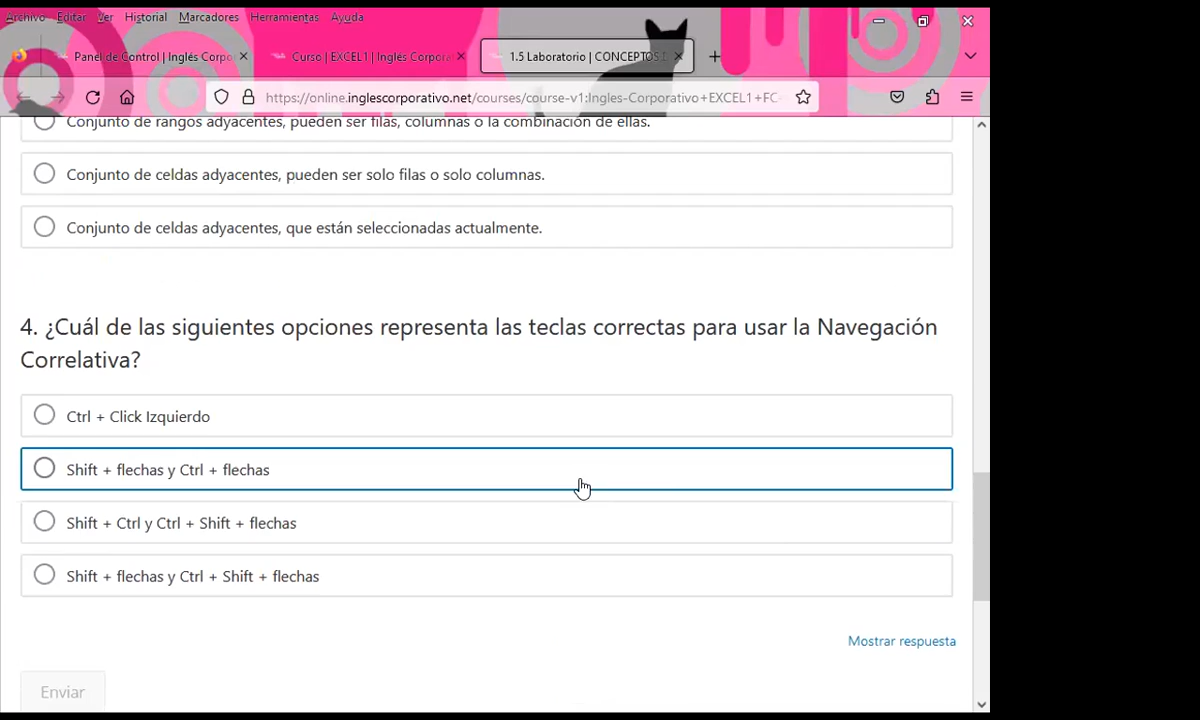 Archivo Editar Ver Historial Marcadores Herramientas Ayuda
Panel de Control | Inglés Corpo
Curso | EXCEL1 | Inglés Corpora
1.5 Laboratorio | CONCEPTOS
https://online.inglescorporativo.net/courses/course-v1:Ingles-Corporativo+EXCEL1+FC
Conjunto de rangos adyacentes, pueden ser filas, columnas o la combinación de ellas.
Conjunto de celdas adyacentes, pueden ser solo filas o solo columnas.
Conjunto de celdas adyacentes, que están seleccionadas actualmente.
4. ¿Cuál de las siguientes opciones representa las teclas correctas para usar la Navegación
Correlativa?
Ctrl + Click Izquierdo
Shift + flechas y Ctrl + flechas
Shift + Ctrl y Ctrl + Shift + flechas
Shift + flechas y Ctrl + Shift + flechas
Mostrar respuesta
Enviar